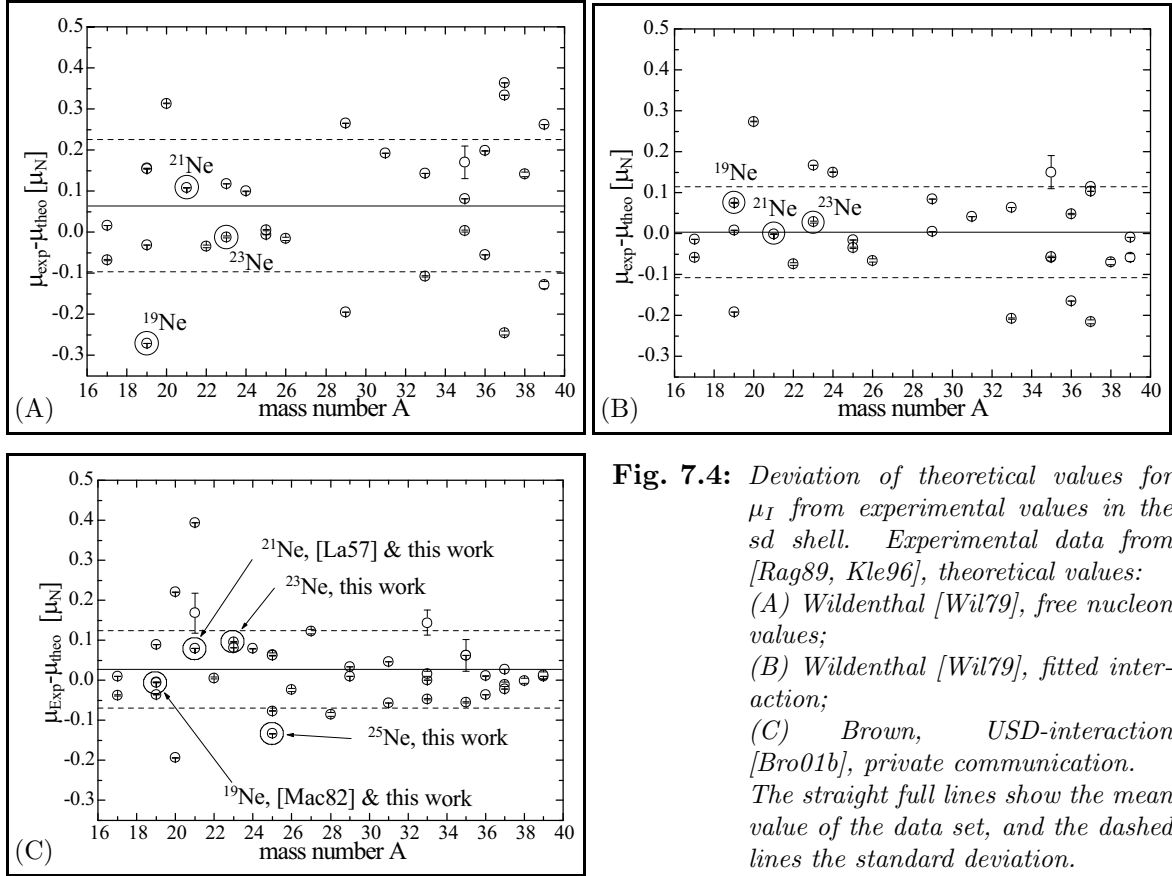 0.5
0.4
0.3
0.2
0.1
0.0
-0.1
-0.2
-0.3
μexp-μtheo [μN]
21Ne
23Ne
19Ne
16 18 20 22 24 26 28 30 32 34 36 38 40
mass number A
(A)
0.5
0.4
0.3
0.2
0.1
0.0
-0.1
-0.2
-0.3
μexp-μtheo [μN]
19Ne
21Ne
23Ne
16 18 20 22 24 26 28 30 32 34 36 38 40
mass number A
(B)
0.5
0.4
0.3
0.2
0.1
0.0
-0.1
-0.2
-0.3
μExp-μtheo [μN]
21Ne, [La57] & this work
23Ne, this work
25Ne, this work
19Ne, [Mac82] & this work
16 18 20 22 24 26 28 30 32 34 36 38 40
mass number A
(C)
Fig. 7.4: Deviation of theoretical values for
μI from experimental values in the
sd shell. Experimental data from
[Rag89, Kle96], theoretical values:
(A) Wildenthal [Wil79], free nucleon
values;
(B) Wildenthal [Wil79], fitted inter-
action;
(C) Brown, USD-interaction
[Bro01b], private communication.
The straight full lines show the mean
value of the data set, and the dashed
lines the standard deviation.